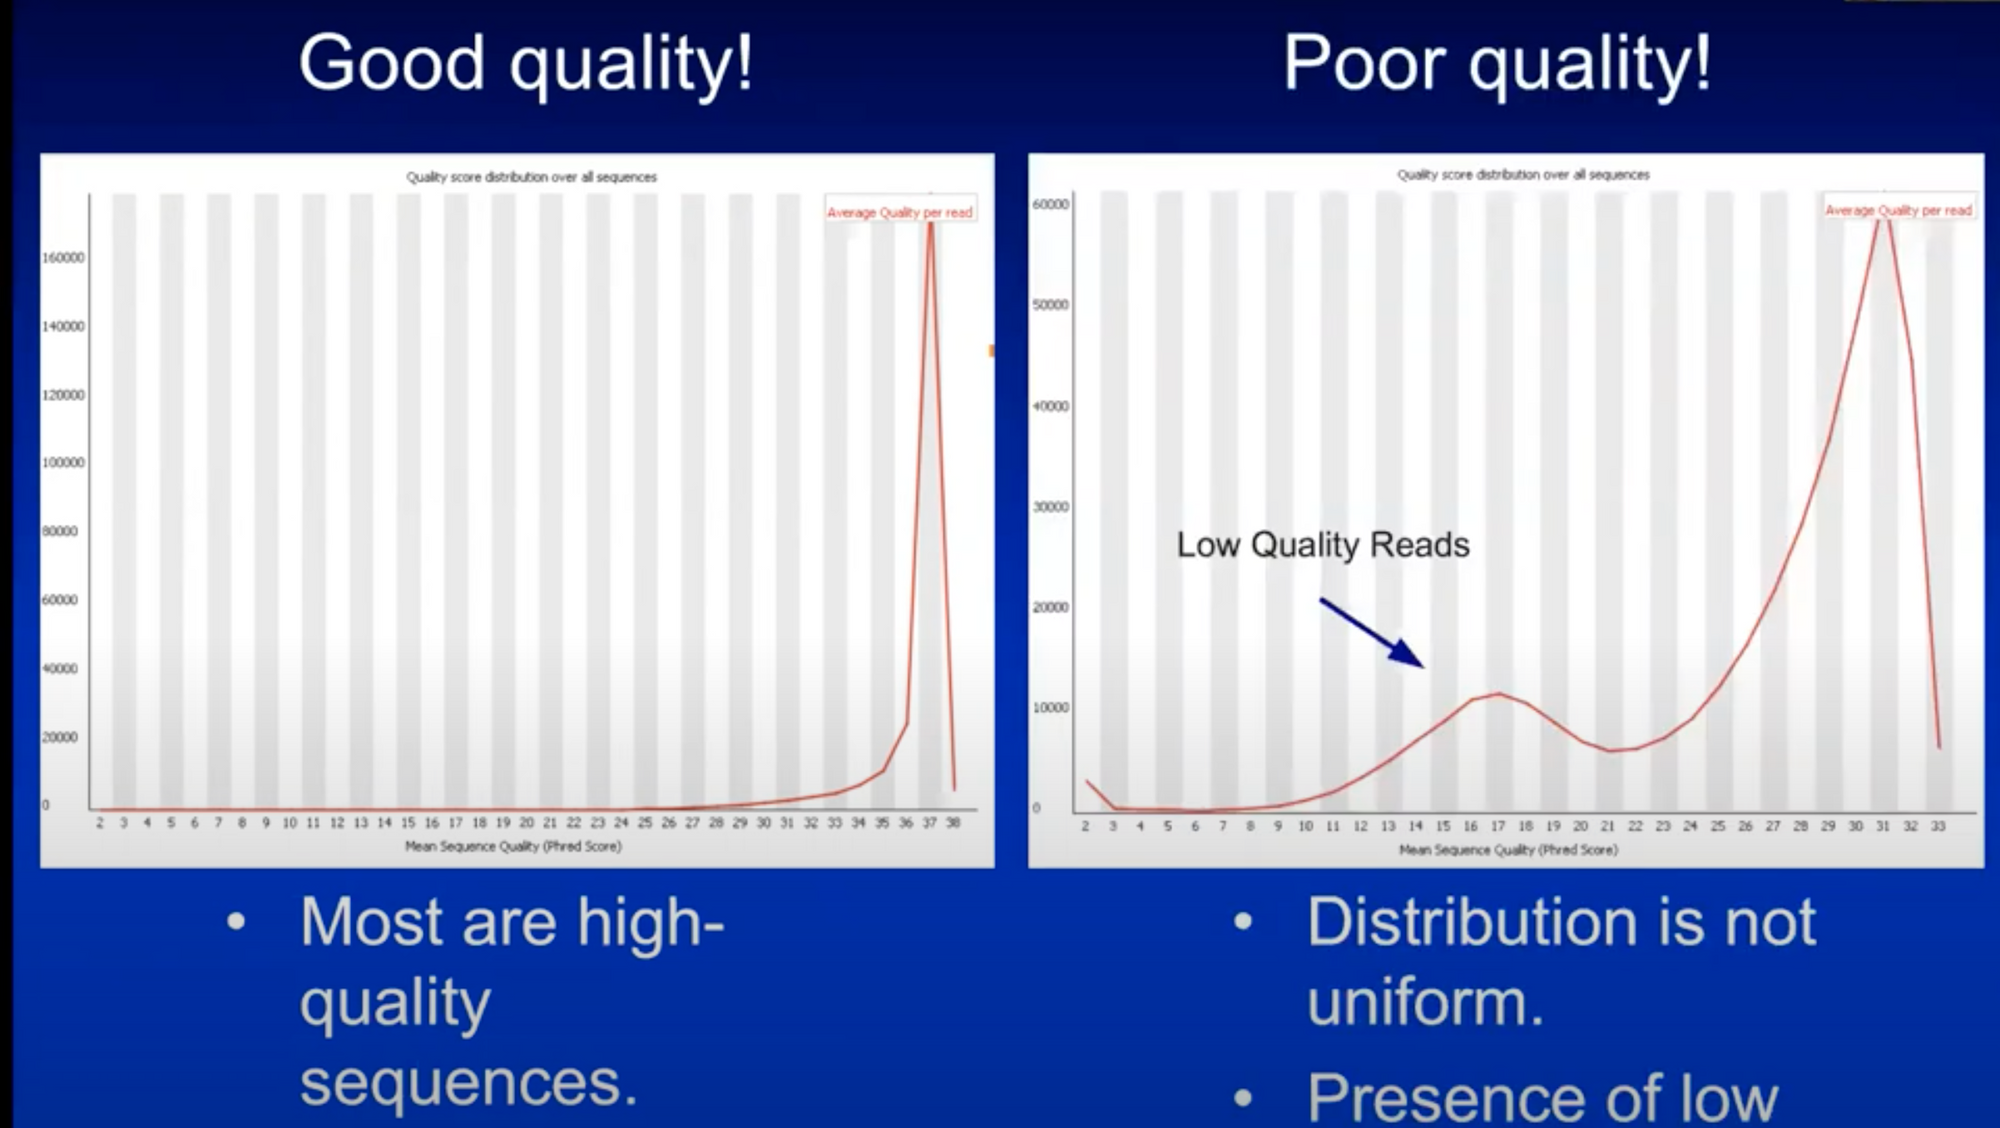 Good quality!
Poor quality!
Quality score distribution over all sequences
Average Quality per read
160000
140000
120000
100000
80000
60000
40000
20000
0
2 3 4 5 6 7 8 9 10 11 12 13 14 15 16 17 18 19 20 21 22 23 24 25 26 27 28 29 30 31 32 33 34 35 36 37 38
Mean Sequence Quality (Phred Score)
Quality score distribution over all sequences
Average Quality per read
60000
50000
40000
30000
20000
10000
0
Low Quality Reads
2 3 4 5 6 7 8 9 10 11 12 13 14 15 16 17 18 19 20 21 22 23 24 25 26 27 28 29 30 31 32 33
Mean Sequence Quality (Phred Score)
• Most are high-
quality
sequences.
• Distribution is not
uniform.
• Presence of low